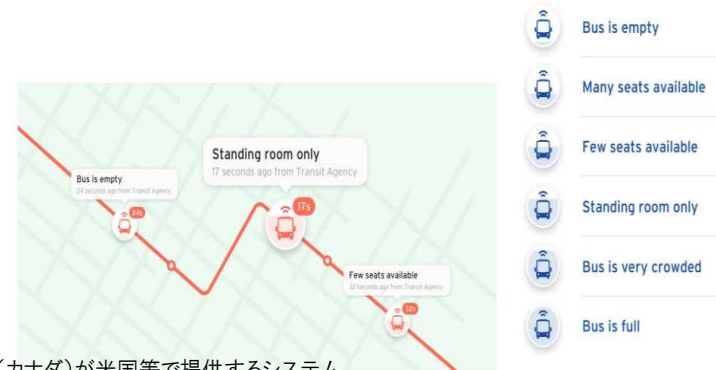 Bus is empty
24 seconds ago from Transit Agency
24s
Standing room only
17 seconds ago from Transit Agency
17s
Few seats available
32 seconds ago from Transit Agency
32s
(カナダ)が米国等で提供するシステム
Bus is empty
Many seats available
Few seats available
Standing room only
Bus is very crowded
Bus is full